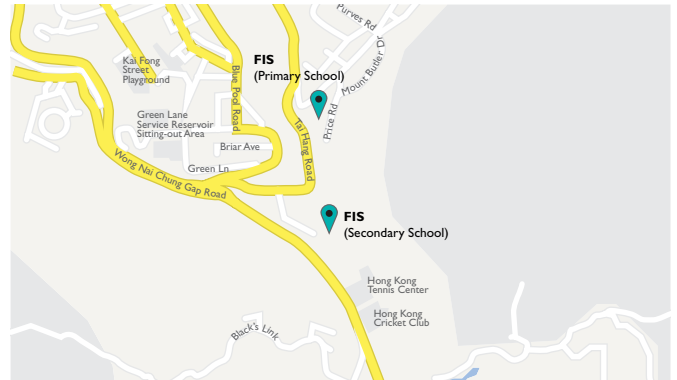 Purves Rd
Mount Butler Dr
FIS
(Primary School)
Kai Fong
Street
Playground
Blue Pool Road
Price Rd
Tai Hang Road
Green Lane
Service Reservoir
Sitting-out Area
Briar Ave
Green Ln
Wong Nai Chung Gap Road
FIS
(Secondary School)
Hong Kong
Tennis Center
Hong Kong
Cricket Club
Black's Link